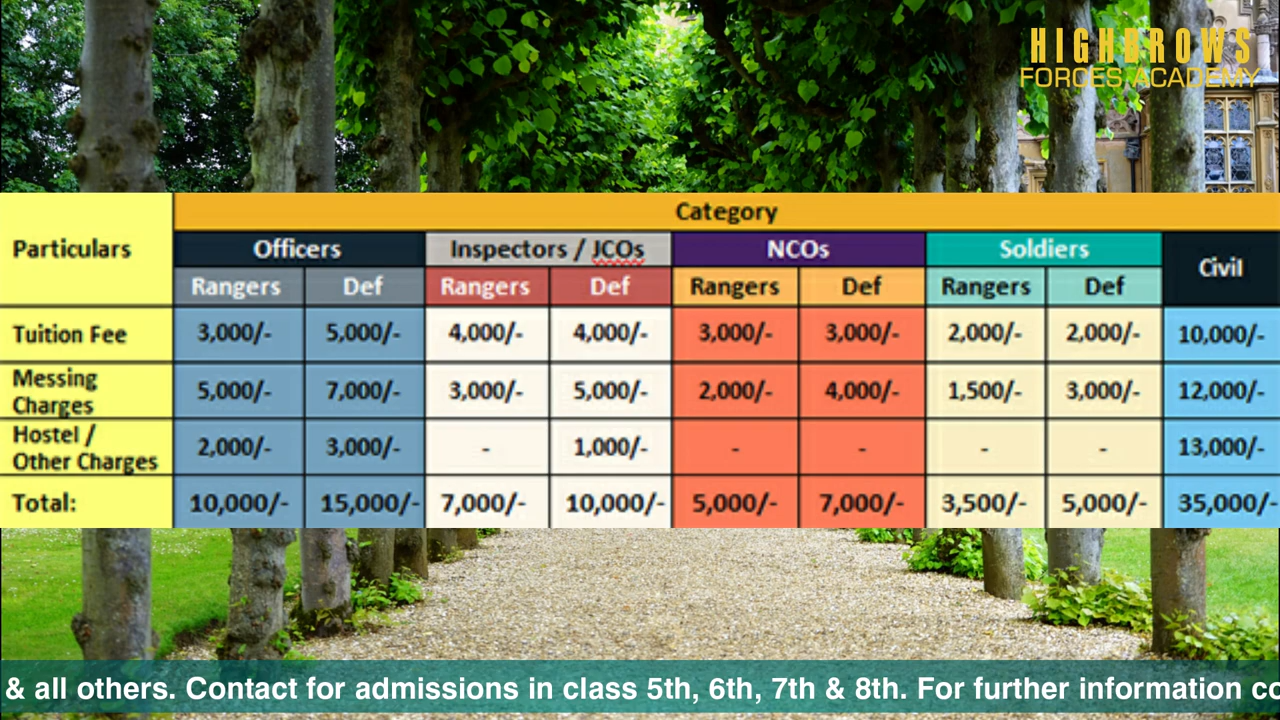 HIGHBROWS
FORCES ACADEMY
Category
Particulars Officers Inspectors / JCOs NCOs Soldiers Civil
Rangers Def Rangers Def Rangers Def Rangers Def
Tuition Fee 3,000/- 5,000/- 4,000/- 4,000/- 3,000/- 3,000/- 2,000/- 2,000/- 10,000/-
Messing
Charges 5,000/- 7,000/- 3,000/- 5,000/- 2,000/- 4,000/- 1,500/- 3,000/- 12,000/-
Hostel /
Other Charges 2,000/- 3,000/- - 1,000/- - - - - 13,000/-
Total: 10,000/- 15,000/- 7,000/- 10,000/- 5,000/- 7,000/- 3,500/- 5,000/- 35,000/-
& all others. Contact for admissions in class 5th, 6th, 7th & 8th. For further information